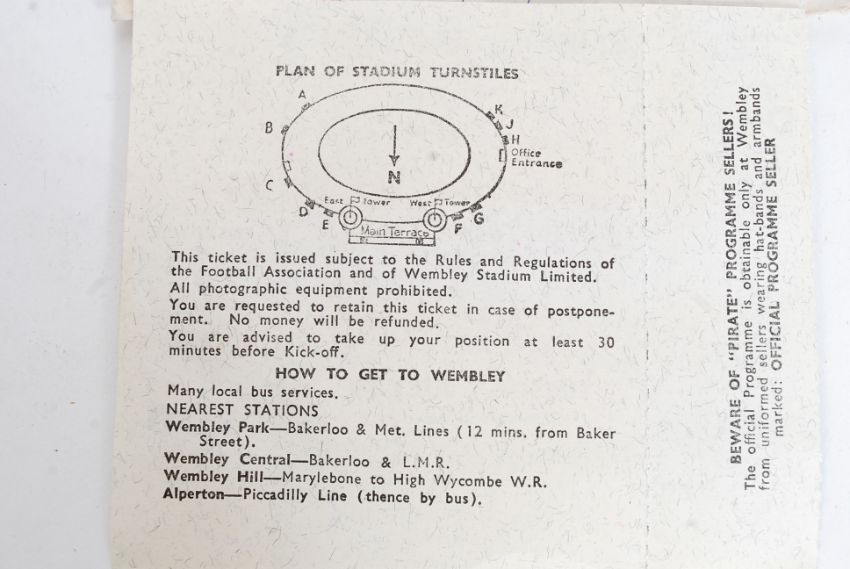 PLAN OF STADIUM TURNSTILES
A
B
C
D
E
F
G
H
J
K
Office
Entrance
N
East Tower
West Tower
Main Terrace
This ticket is issued subject to the Rules and Regulations of
the Football Association and of Wembley Stadium Limited.
All photographic equipment prohibited.
You are requested to retain this ticket in case of postpone-
ment. No money will be refunded.
You are advised to take up your position at least 30
minutes before Kick-off.
HOW TO GET TO WEMBLEY
Many local bus services.
NEAREST STATIONS
Wembley Park—Bakerloo & Met. Lines (12 mins. from Baker
Street).
Wembley Central—Bakerloo & L.M.R.
Wembley Hill—Marylebone to High Wycombe W.R.
Alperton—Piccadilly Line (thence by bus).
BEWARE OF "PIRATE" PROGRAMME SELLERS!
The official Programme is obtainable only at Wembley
from uniformed sellers wearing hat-bands and armbands
marked: OFFICIAL PROGRAMME SELLER